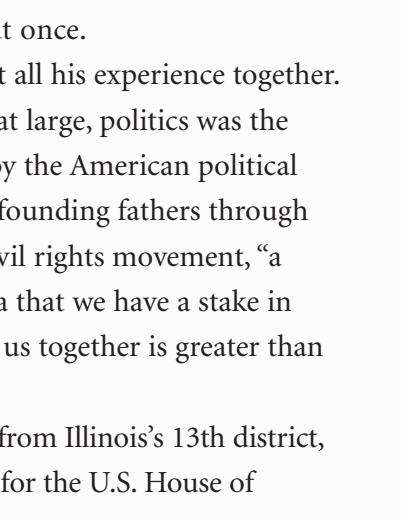 at once.
t all his experience together.
at large, politics was the
by the American political
founding fathers through
vil rights movement, “a
a that we have a stake in
us together is greater than
from Illinois’s 13th district,
for the U.S. House of